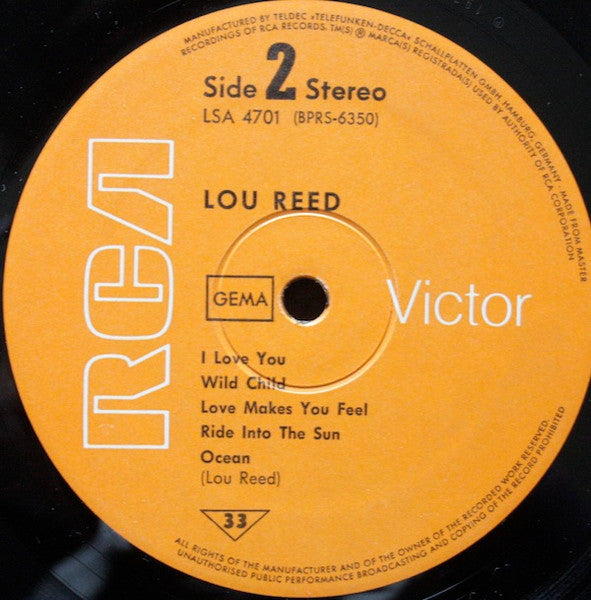 MANUFACTURED BY TELDEC »TELEFUNKEN-DECCA« SCHALLPLATTEN GMBH, HAMBURG, GERMANY - MADE FROM MASTER
RECORDINGS OF RCA RECORDS. TM(S) ® MARCA(S) REGISTRADA(S) USED BY AUTHORITY OF RCA CORPORATION
Side 2 Stereo
LSA 4701 (BPRS-6350)
RCA
LOU REED
GEMA
Victor
I Love You
Wild Child
Love Makes You Feel
Ride Into The Sun
Ocean
(Lou Reed)
33
ALL RIGHTS OF THE MANUFACTURER AND OF THE OWNER OF THE RECORDED WORK RESERVED.
UNAUTHORISED PUBLIC PERFORMANCE BROADCASTING AND COPYING OF THE RECORD PROHIBITED